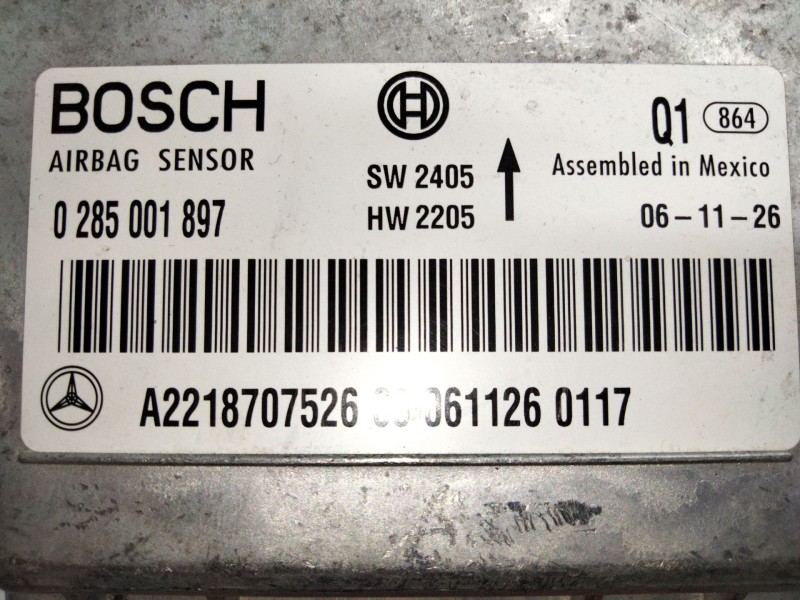 BOSCH
Q1 864
AIRBAG SENSOR
SW 2405
Assembled in Mexico
0 285 001 897
HW 2205
06-11-26
A2218707526 061126 0117